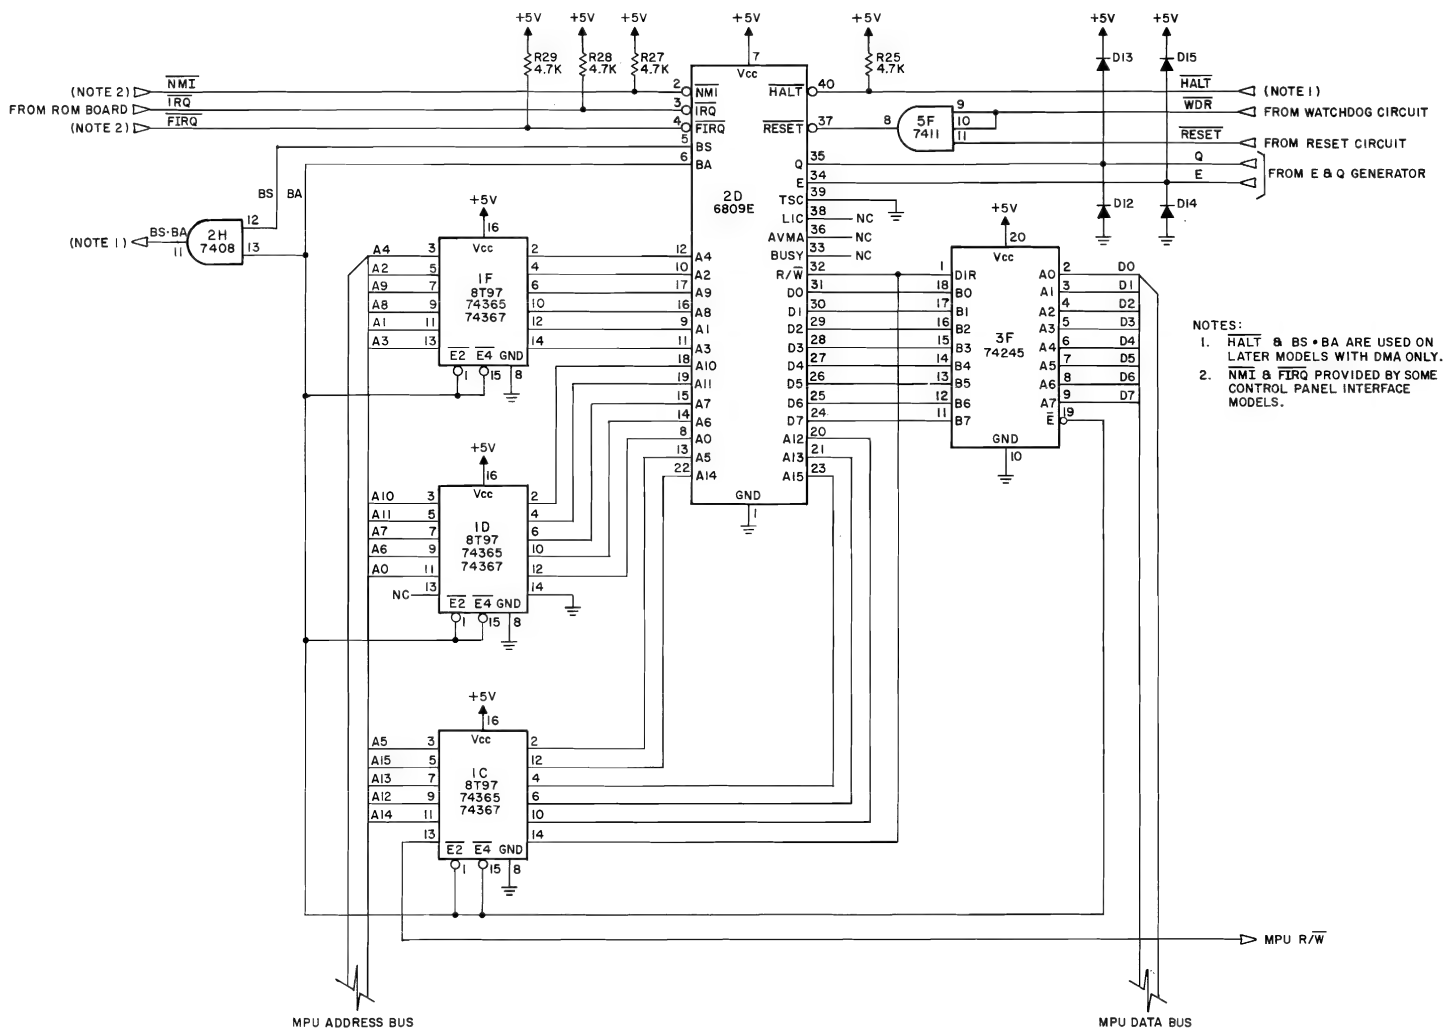 +5V +5V +5V +5V +5V +5V +5V
R29 4.7K
R28 4.7K
R27 4.7K
7
Vcc
R25 4.7K
D13
D15
(NOTE 2) NMI 2 NMI
FROM ROM BOARD IRQ 3 IRQ
(NOTE 2) FIRQ 4 FIRQ
5 BS
6 BA
HALT 40 HALT (NOTE 1)
RESET 37 8 5F 7411 9 10 11
WDR FROM WATCHDOG CIRCUIT
RESET FROM RESET CIRCUIT
Q 35 Q
E 34 E
FROM E & Q GENERATOR
2D
6809E
TSC 39
LIC 38 NC
AVMA 36 NC
BUSY 33 NC
D12
D14
BS BA
(NOTE 1) BS•BA 11 2H 7408 12 13
+5V
16
Vcc
A4 3 2 12 A4
A2 5 4 10 A2
A9 7 6 17 A9
A8 9 10 16 A8
A1 11 12 9 A1
A3 13 14 11 A3
1F
8T97
74365
74367
E2 E4 GND
1 15 8
18 A10
19 A11
15 A7
14 A6
8 A0
13 A5
22 A14
GND
1
+5V
20
Vcc
R/W 32 1 DIR
D0 31 18 B0 A0 2 D0
D1 30 17 B1 A1 3 D1
D2 29 16 B2 A2 4 D2
D3 28 15 B3 A3 5 D3
D4 27 14 B4 A4 6 D4
D5 26 13 B5 A5 7 D5
D6 25 12 B6 A6 8 D6
D7 24 11 B7 A7 9 D7
3F
74245
E 19
GND
10
A12 20
A13 21
A15 23
NOTES:
1. HALT & BS • BA ARE USED ON
LATER MODELS WITH DMA ONLY.
2. NMI & FIRQ PROVIDED BY SOME
CONTROL PANEL INTERFACE
MODELS.
+5V
16
Vcc
A10 3 2
A11 5 4
A7 7 6
A6 9 10
A0 11 12
NC 13 14
1D
8T97
74365
74367
E2 E4 GND
1 15 8
+5V
16
Vcc
A5 3 2
A15 5 12
A13 7 4
A12 9 6
A14 11 10
13 14
1C
8T97
74365
74367
E2 E4 GND
1 15 8
MPU R/W
MPU ADDRESS BUS
MPU DATA BUS